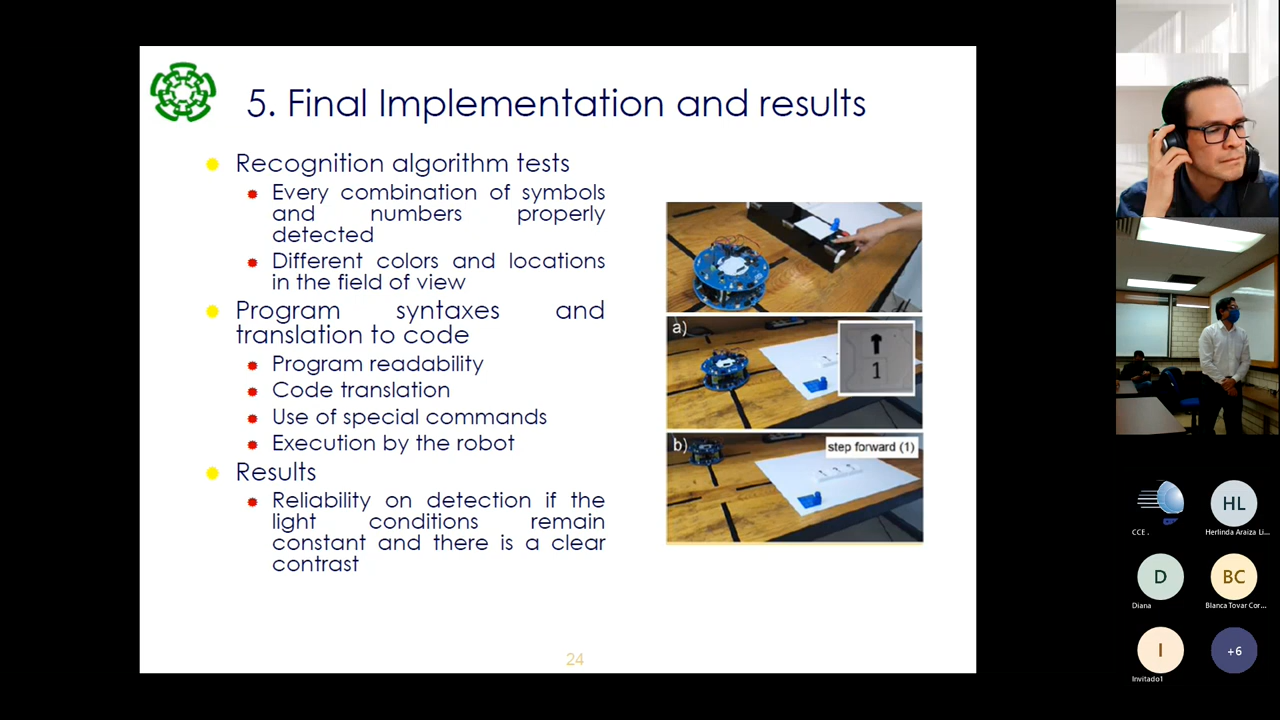 5. Final Implementation and results
Recognition algorithm tests
Every combination of symbols
and numbers properly
detected
Different colors and locations
in the field of view
Program syntaxes and
translation to code
Program readability
Code translation
Use of special commands
Execution by the robot
Results
Reliability on detection if the
light conditions remain
constant and there is a clear
contrast
a)
1
b)
step forward (1)
24
CCE .
HL
Herlinda Araiza Li...
D
Diana
BC
Blanca Tovar Cor...
I
Invitado1
+6